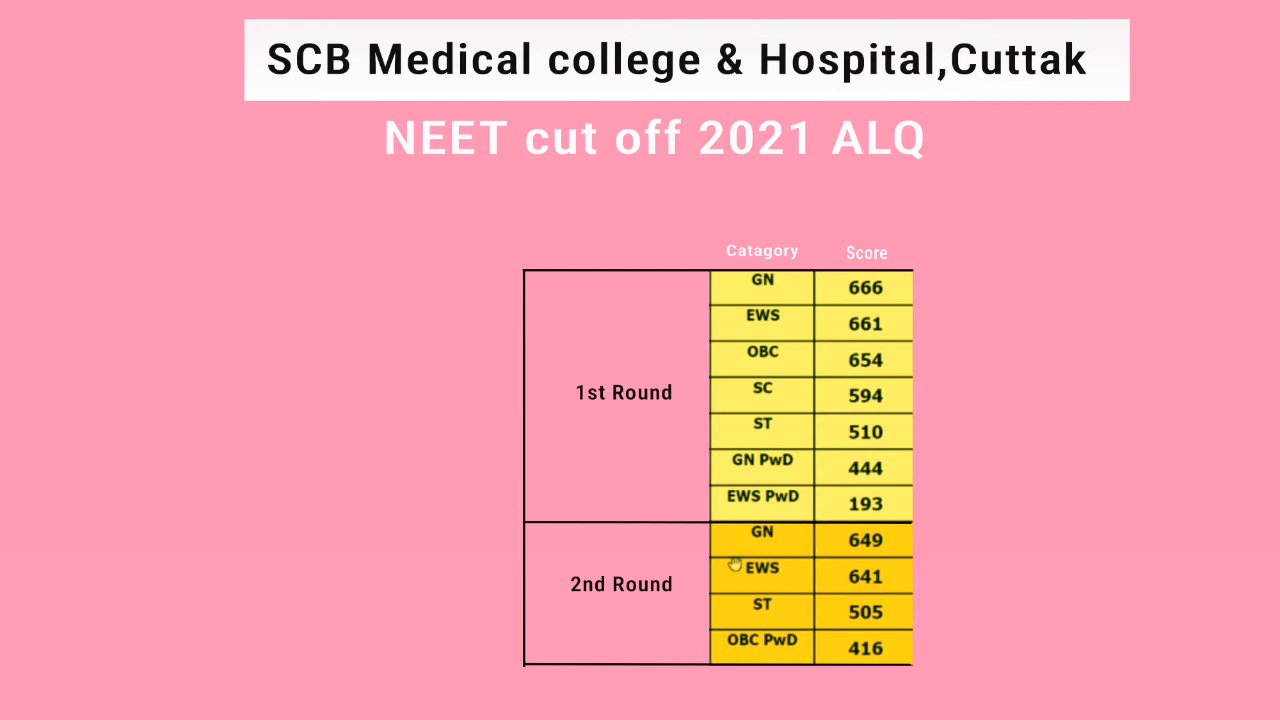 SCB Medical college & Hospital,Cuttak
NEET cut off 2021 ALQ
Catagory Score
1st Round
GN 666
EWS 661
OBC 654
SC 594
ST 510
GN PwD 444
EWS PwD 193
2nd Round
GN 649
EWS 641
ST 505
OBC PwD 416